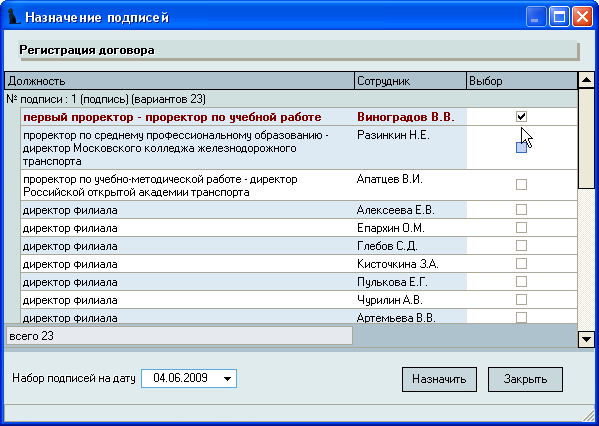 Назначение подписей
Регистрация договора
Должность Сотрудник Выбор
№ подписи : 1 (подпись) (вариантов 23)
первый проректор - проректор по учебной работе Виноградов В.В.
проректор по среднему профессиональному образованию - Разинкин Н.Е.
директор Московского колледжа железнодорожного
транспорта
проректор по учебно-методической работе - директор Апатцев В.И.
Российской открытой академии транспорта
директор филиала Алексеева Е.В.
директор филиала Епархин О.М.
директор филиала Глебов С.Д.
директор филиала Кисточкина З.А.
директор филиала Пулькова Е.Г.
директор филиала Чурилин А.В.
директор филиала Артемьева В.В.
всего 23
Набор подписей на дату 04.06.2009 Назначить Закрыть